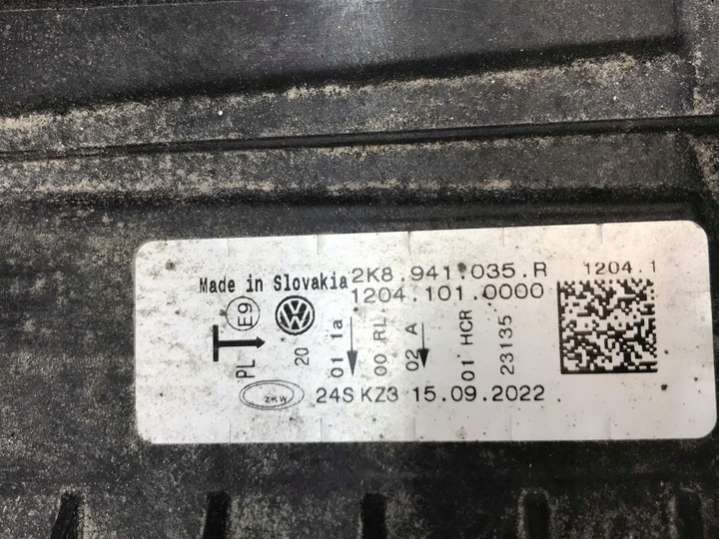 Made in Slovakia 2K8.941.035.R 1204.1
1204.101.0000
E9
PL
20
01 1a
00 RL
02 A
01 HCR
23135
ZKW
24S KZ3 15.09.2022